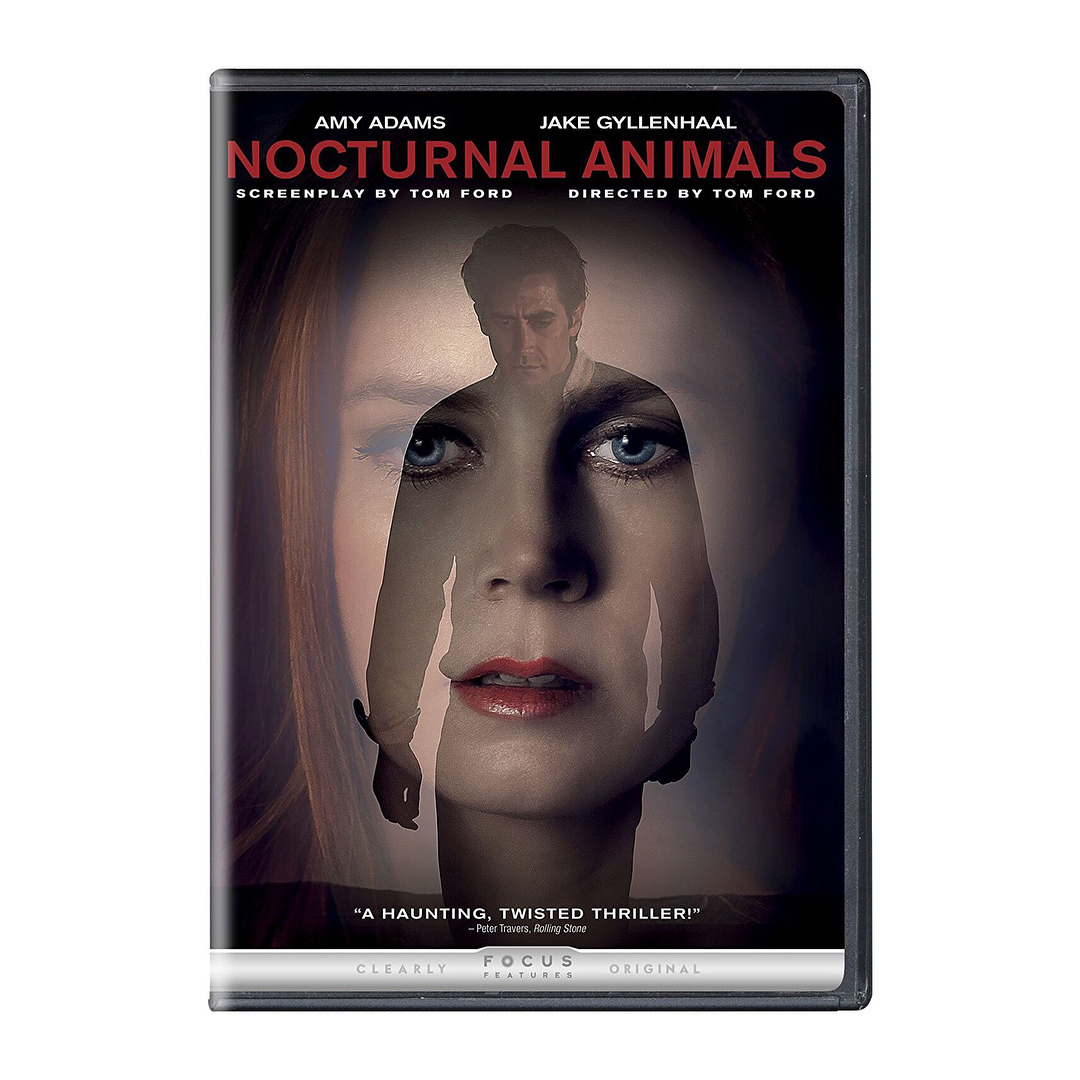 AMY ADAMS JAKE GYLLENHAAL
NOCTURNAL ANIMALS
SCREENPLAY BY TOM FORD DIRECTED BY TOM FORD
“A HAUNTING, TWISTED THRILLER!”
– Peter Travers, Rolling Stone
CLEARLY FOCUS FEATURES ORIGINAL